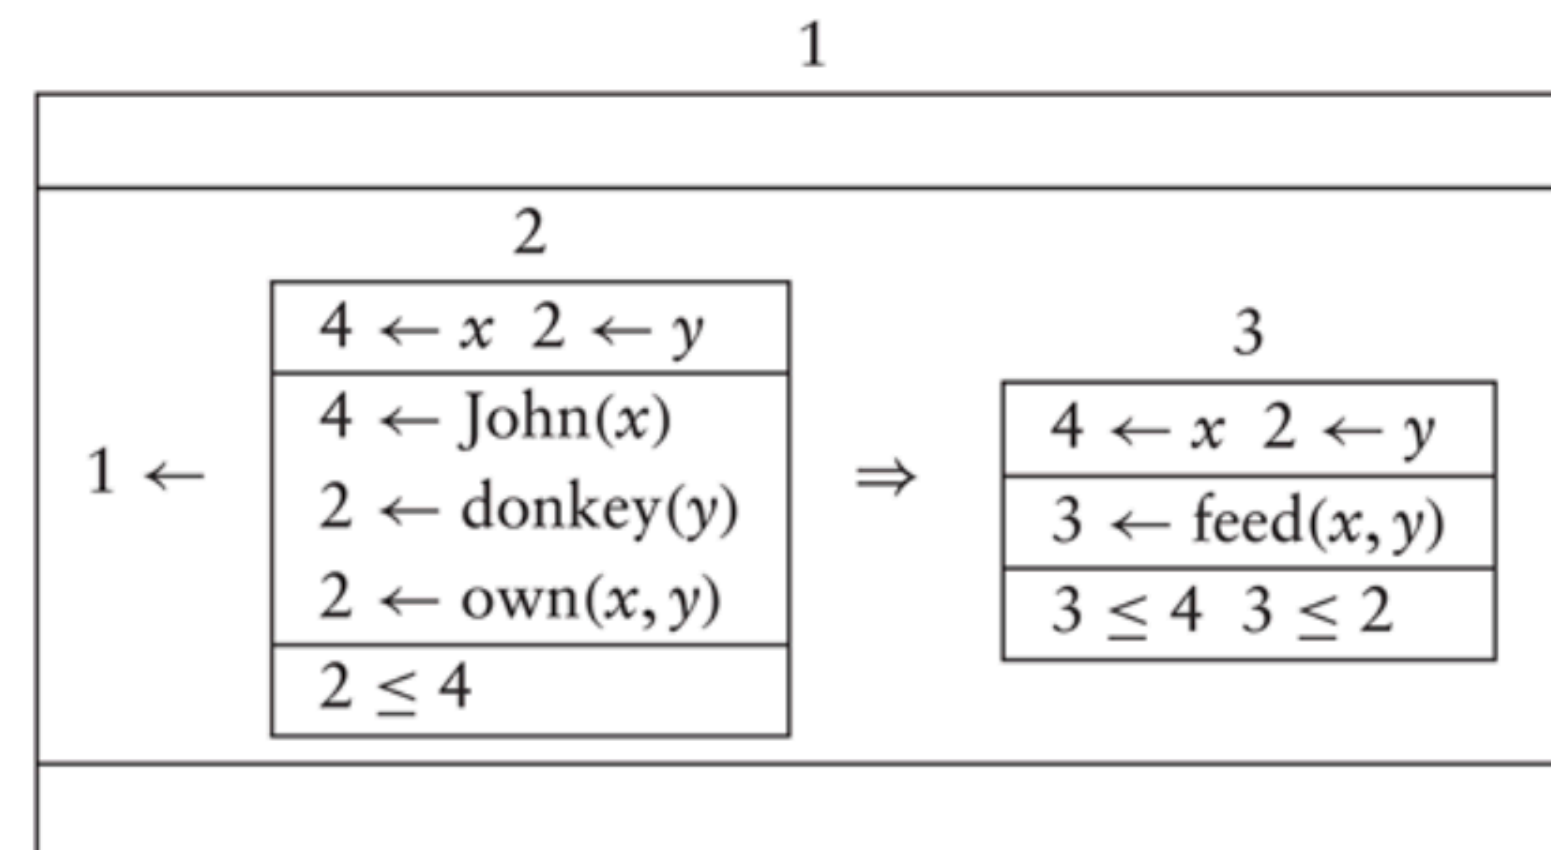 1
2
4 ← x 2 ← y
4 ← John(x)
2 ← donkey(y)
2 ← own(x, y)
2 ≤ 4
1 ←
⇒
3
4 ← x 2 ← y
3 ← feed(x, y)
3 ≤ 4 3 ≤ 2